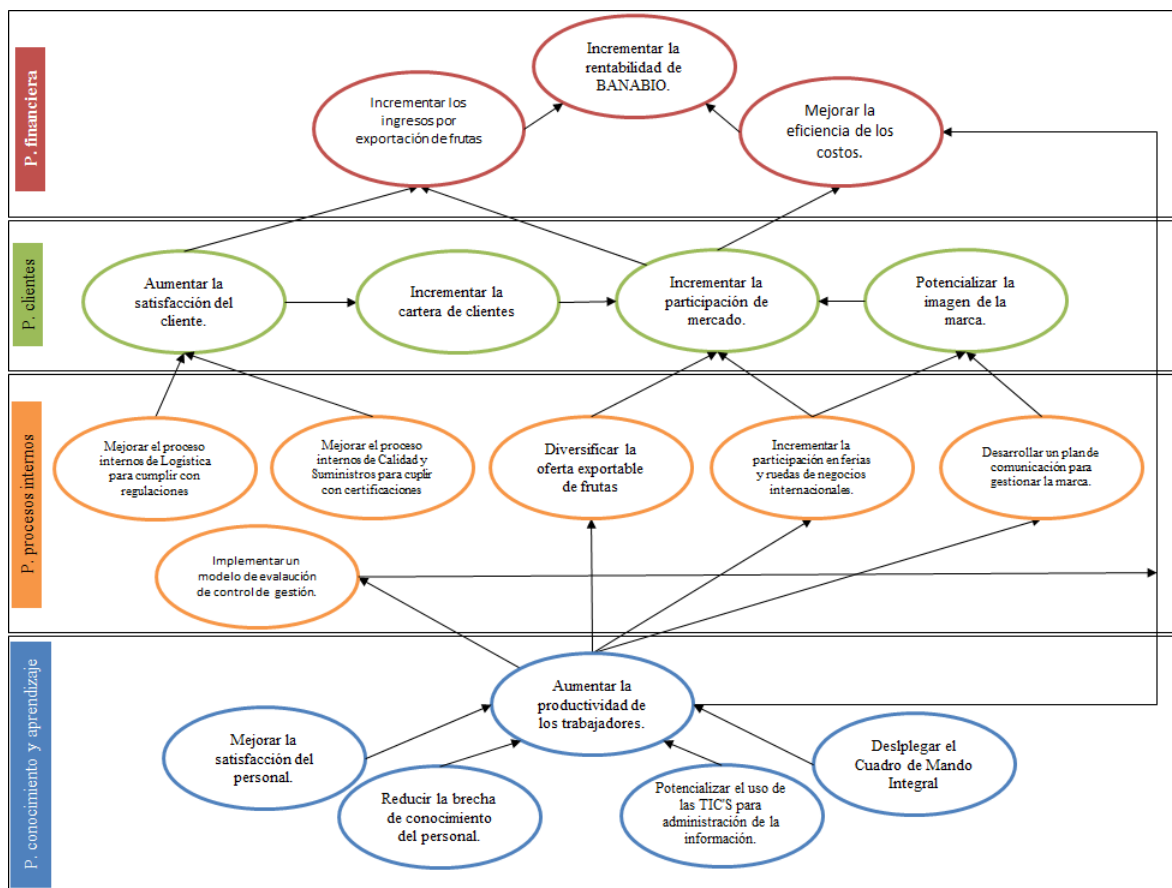 P. financiera
Incrementar la
rentabilidad de
BANABIO.
Incrementar los
ingresos por
exportación de frutas
Mejorar la
eficiencia de los
costos.
P. clientes
Aumentar la
satisfacción del
cliente.
Incrementar la
cartera de clientes
Incrementar la
participación de
mercado.
Potencializar la
imagen de la
marca.
P. procesos internos
Mejorar el proceso
internos de Logística
para cumplir con
regulaciones
Mejorar el proceso
internos de Calidad y
Suministros para cuplir
con certificaciones
Diversificar la
oferta exportable
de frutas
Incrementar la
participación en ferias
y ruedas de negocios
internacionales.
Desarrollar un plan de
comunicación para
gestionar la marca.
Implementar un
modelo de evalaución
de control de gestión.
P. conocimiento y aprendizaje
Aumentar la
productividad de
los trabajadores.
Mejorar la
satisfacción del
personal.
Reducir la brecha
de conocimiento
del personal.
Potencializar el uso de
las TIC'S para
administración de la
información.
Deslplegar el
Cuadro de Mando
Integral